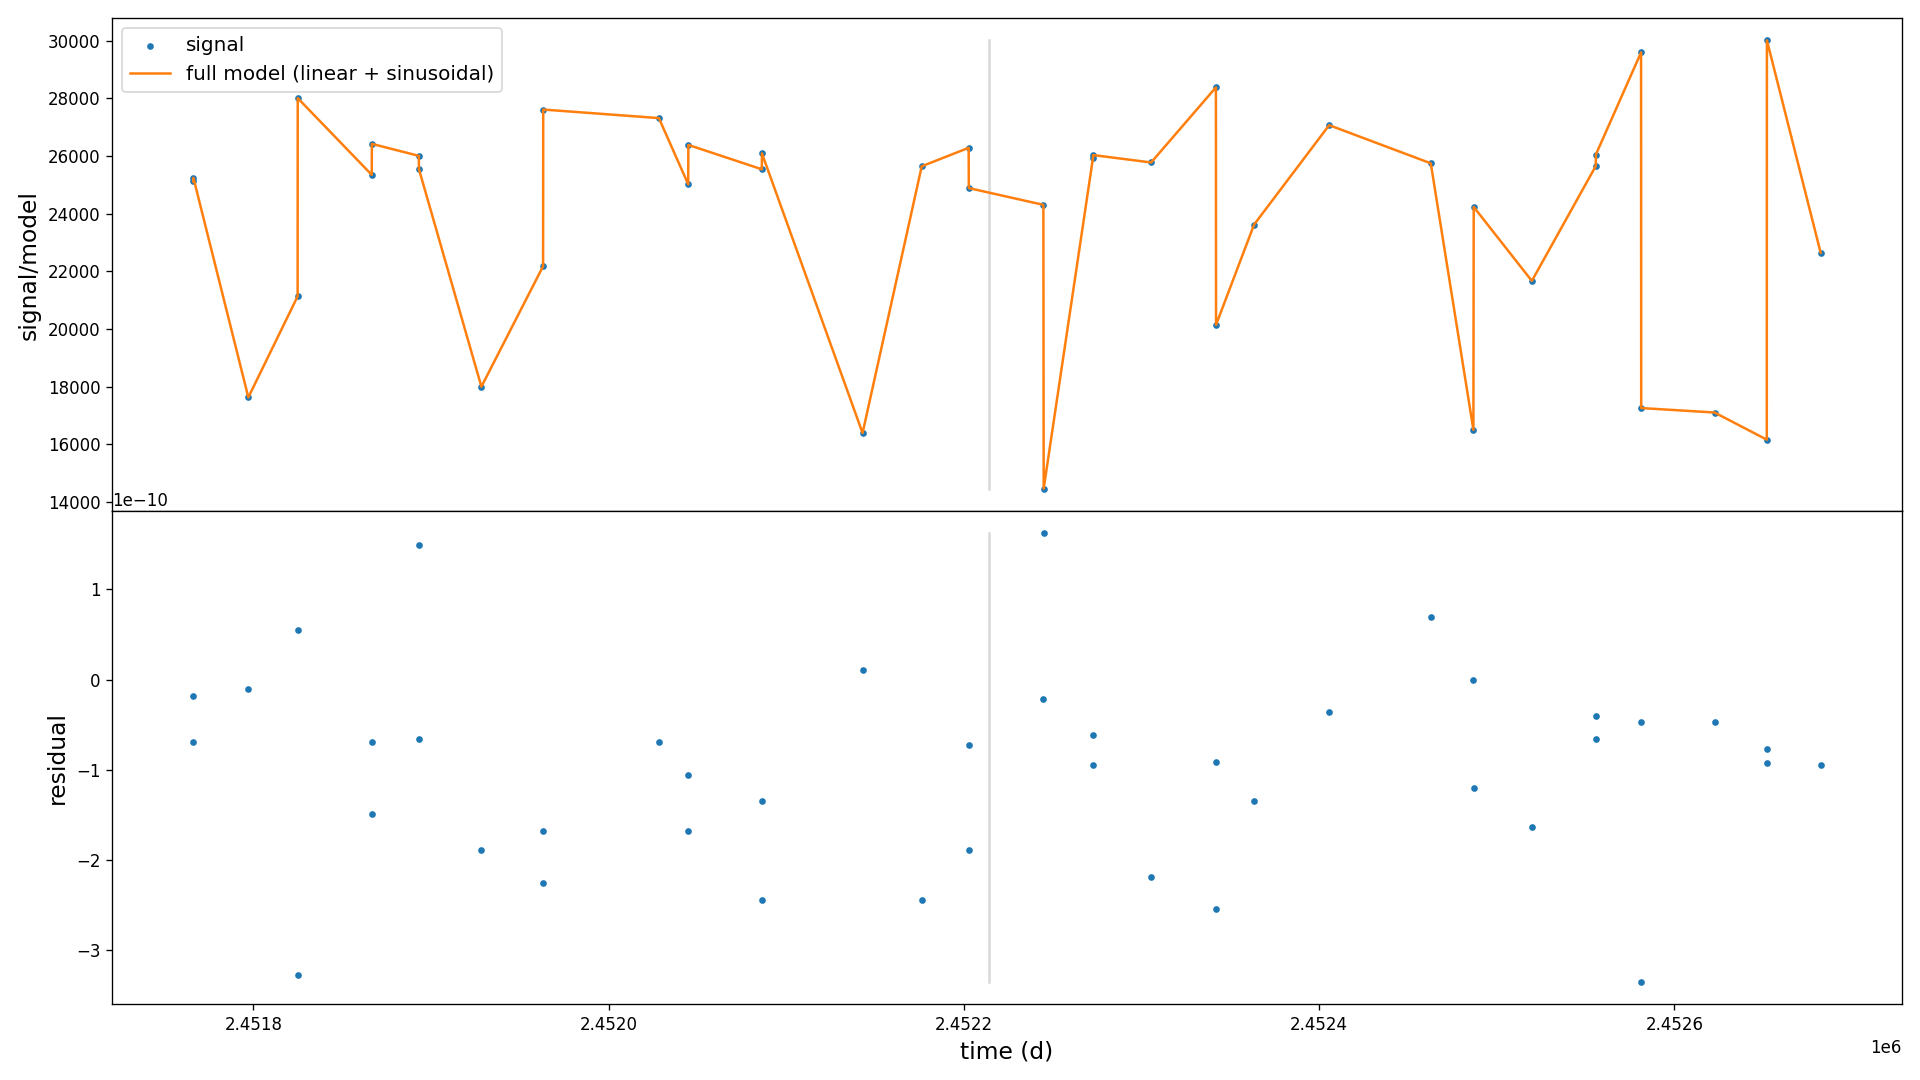 signal
full model (linear + sinusoidal)
30000
28000
26000
24000
22000
20000
18000
16000
14000
signal/model
1e−10
1
0
−1
−2
−3
residual
2.4518
2.4520
2.4522
2.4524
2.4526
1e6
time (d)